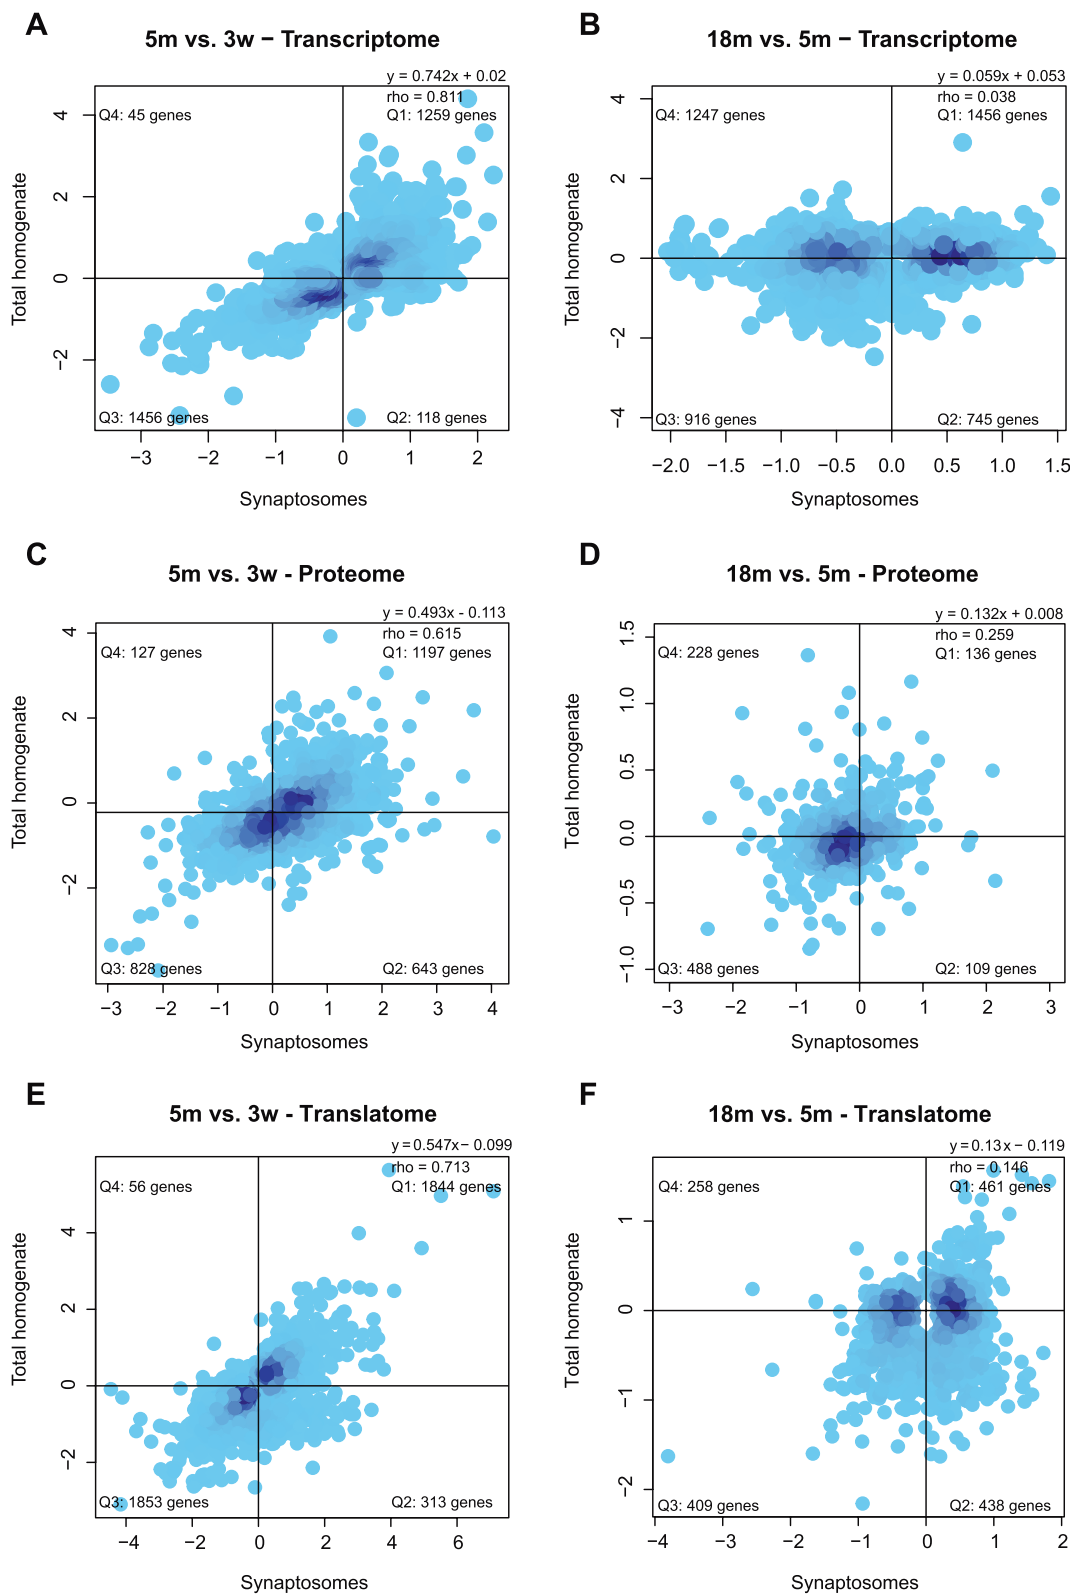 A
5m vs. 3w − Transcriptome
y = 0.742x + 0.02
rho = 0.811
Q4: 45 genes
Q1: 1259 genes
Total homogenate
4
2
0
−2
Q3: 1456 genes
Q2: 118 genes
−3 −2 −1 0 1 2
Synaptosomes
B
18m vs. 5m − Transcriptome
y = 0.059x + 0.053
rho = 0.038
Q4: 1247 genes
Q1: 1456 genes
Total homogenate
4
2
0
−2
−4
Q3: 916 genes
Q2: 745 genes
−2.0 −1.5 −1.0 −0.5 0.0 0.5 1.0 1.5
Synaptosomes
C
5m vs. 3w - Proteome
y = 0.493x - 0.113
rho = 0.615
Q4: 127 genes
Q1: 1197 genes
Total homogenate
4
2
0
−2
Q3: 828 genes
Q2: 643 genes
−3 −2 −1 0 1 2 3 4
Synaptosomes
D
18m vs. 5m - Proteome
y = 0.132x + 0.008
rho = 0.259
Q4: 228 genes
Q1: 136 genes
Total homogenate
1.5
1.0
0.5
0.0
−0.5
−1.0
Q3: 488 genes
Q2: 109 genes
−3 −2 −1 0 1 2 3
Synaptosomes
E
5m vs. 3w - Translatome
y=0.547x− 0.099
rho = 0.713
Q4: 56 genes
Q1: 1844 genes
Total homogenate
4
2
0
−2
Q3: 1853 genes
Q2: 313 genes
−4 −2 0 2 4 6
Synaptosomes
F
18m vs. 5m - Translatome
y=0.13x− 0.119
rho = 0.146
Q4: 258 genes
Q1: 461 genes
Total homogenate
1
0
−1
−2
Q3: 409 genes
Q2: 438 genes
−4 −3 −2 −1 0 1 2
Synaptosomes